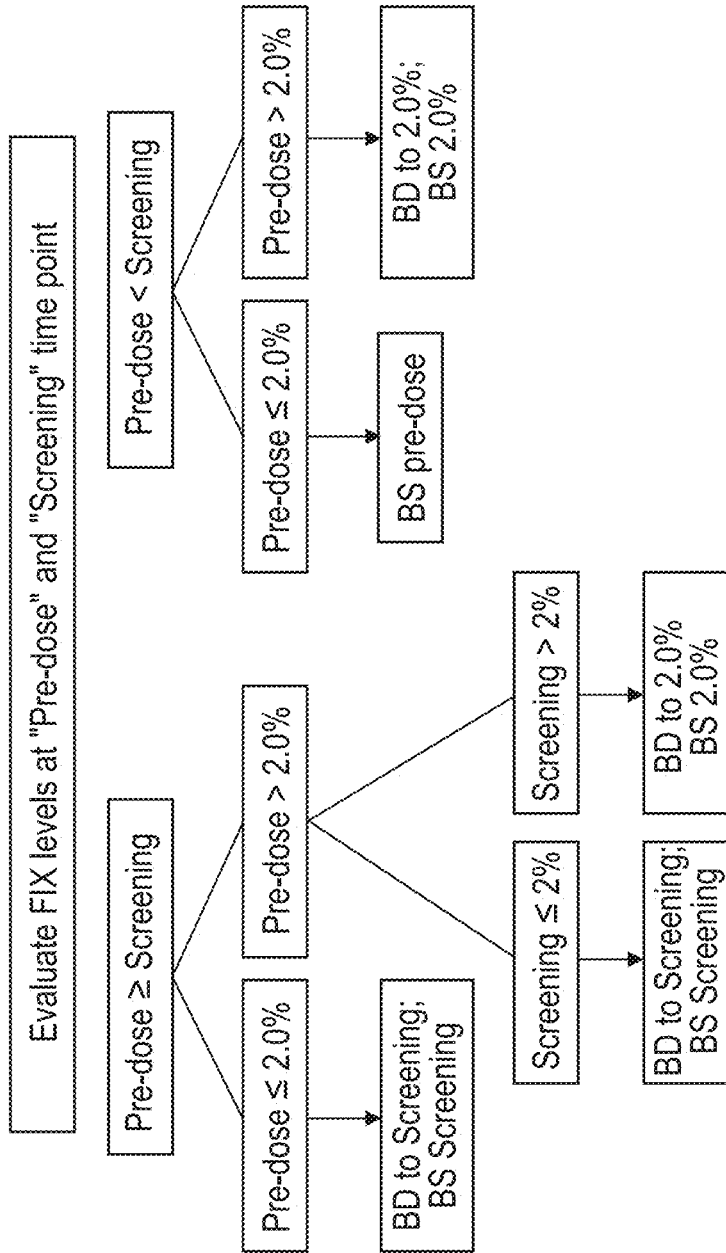 Evaluate FIX levels at "Pre-dose" and "Screening" time point
Pre-dose ≥ Screening
Pre-dose < Screening
Pre-dose ≤ 2.0%
Pre-dose > 2.0%
Pre-dose ≤ 2.0%
Pre-dose > 2.0%
BD to Screening;
BS Screening
BS pre-dose
BD to 2.0%;
BS 2.0%
Screening ≤ 2%
Screening > 2%
BD to Screening;
BS Screening
BD to 2.0%
BS 2.0%